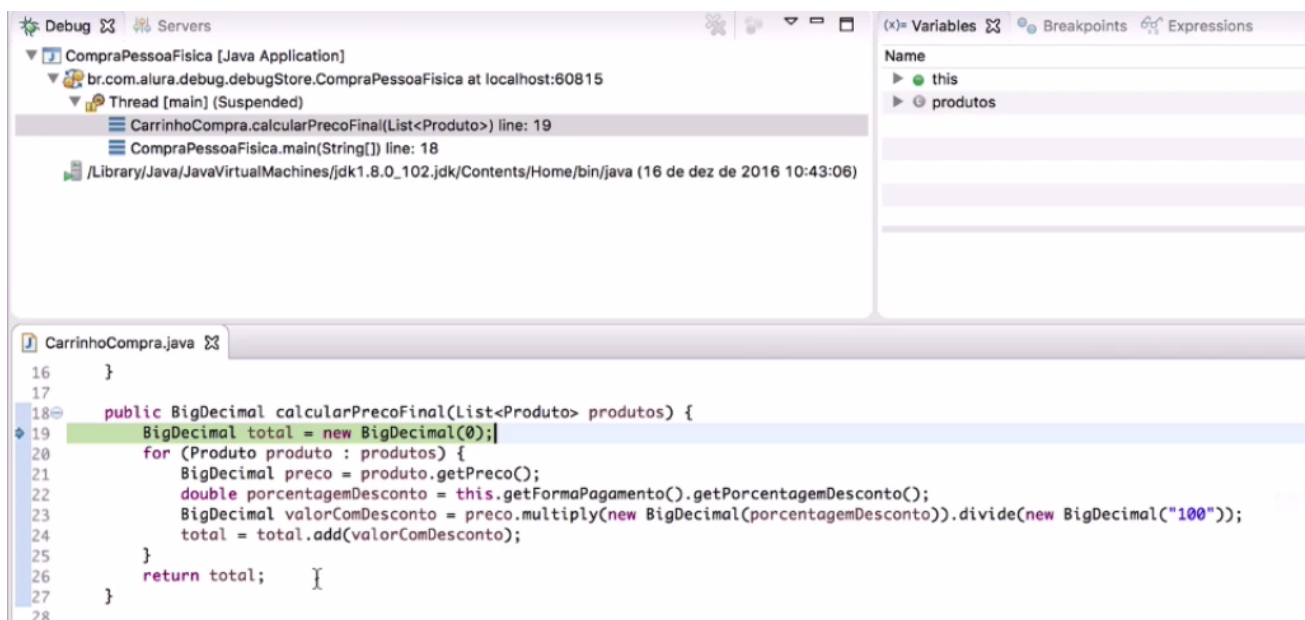 Debug Servers
CompraPessoaFisica [Java Application]
br.com.alura.debug.debugStore.CompraPessoaFisica at localhost:60815
Thread [main] (Suspended)
CarrinhoCompra.calcularPrecoFinal(List<Produto>) line: 19
CompraPessoaFisica.main(String[]) line: 18
/Library/Java/JavaVirtualMachines/jdk1.8.0_102.jdk/Contents/Home/bin/java (16 de dez de 2016 10:43:06)
(x)= Variables Breakpoints Expressions
Name
this
produtos
CarrinhoCompra.java
16 }
17
18 public BigDecimal calcularPrecoFinal(List<Produto> produtos) {
19 BigDecimal total = new BigDecimal(0);
20 for (Produto produto : produtos) {
21 BigDecimal preco = produto.getPreco();
22 double porcentagemDesconto = this.getFormaPagamento().getPorcentagemDesconto();
23 BigDecimal valorComDesconto = preco.multiply(new BigDecimal(porcentagemDesconto)).divide(new BigDecimal("100"));
24 total = total.add(valorComDesconto);
25 }
26 return total;
27 }
28